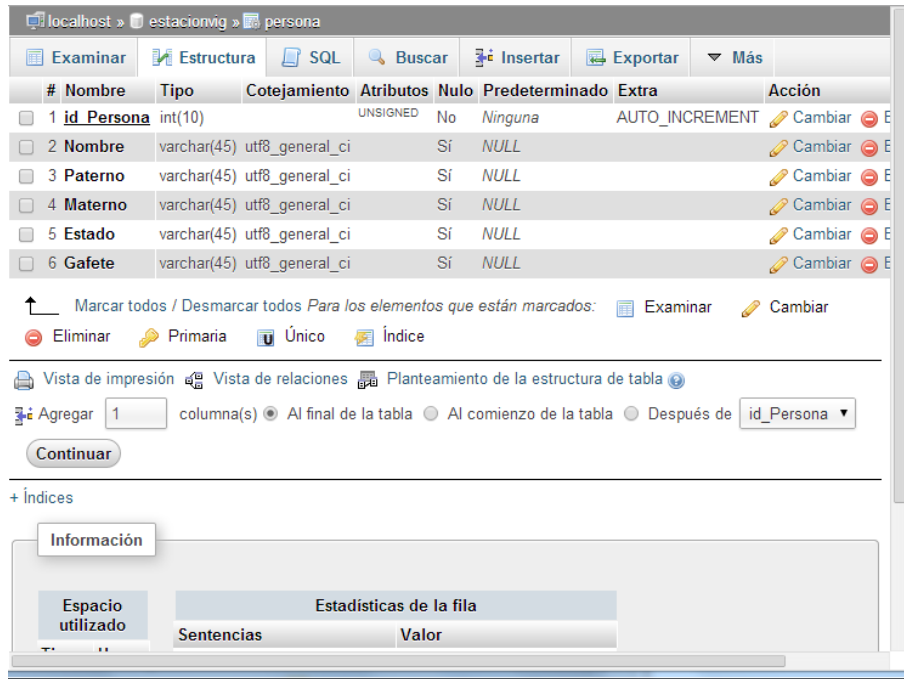 localhost » estacionvig » persona
Examinar Estructura SQL Buscar Insertar Exportar Más
# Nombre Tipo Cotejamiento Atributos Nulo Predeterminado Extra Acción
1 id_Persona int(10) UNSIGNED No Ninguna AUTO_INCREMENT Cambiar
2 Nombre varchar(45) utf8_general_ci Sí NULL Cambiar
3 Paterno varchar(45) utf8_general_ci Sí NULL Cambiar
4 Materno varchar(45) utf8_general_ci Sí NULL Cambiar
5 Estado varchar(45) utf8_general_ci Sí NULL Cambiar
6 Gafete varchar(45) utf8_general_ci Sí NULL Cambiar
Marcar todos / Desmarcar todos Para los elementos que están marcados: Examinar Cambiar
Eliminar Primaria Único Índice
Vista de impresión Vista de relaciones Planteamiento de la estructura de tabla
Agregar 1 columna(s) Al final de la tabla Al comienzo de la tabla Después de id_Persona
Continuar
+ Índices
Información
Espacio utilizado
Estadísticas de la fila
Sentencias Valor